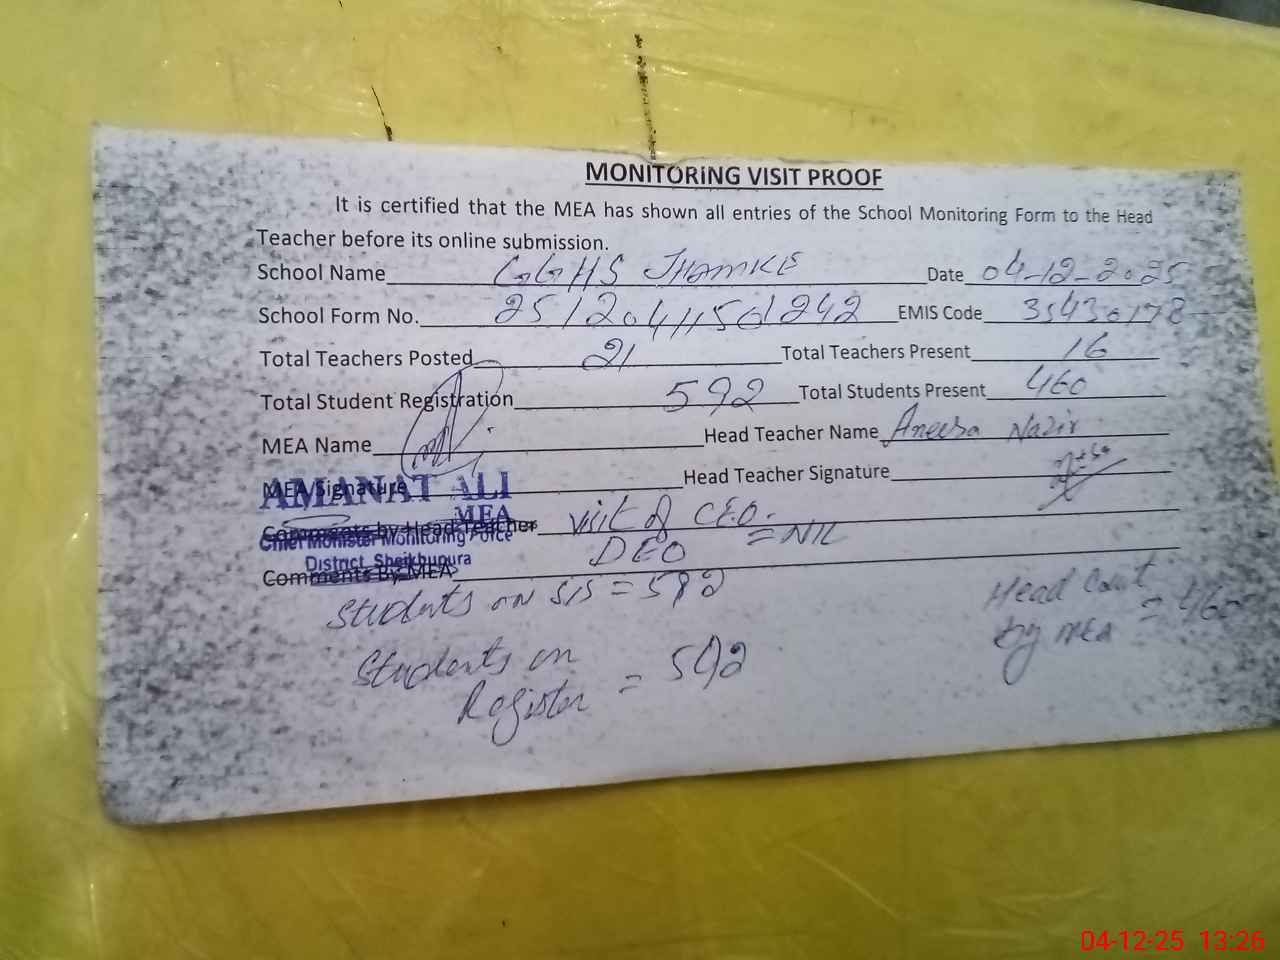 MONITORiNG VISIT PROOF
It is certified that the MEA has shown all entries of the School Monitoring Form to the Head
Teacher before its online submission.
School Name GGHS JHAMKE Date 04-12-2025
School Form No. 25120411501242 EMIS Code 35430178
Total Teachers Posted 21 Total Teachers Present 16
Total Student Registration 592 Total Students Present 460
MEA Name Head Teacher Name Aneesa Nazir
MEA Signature Head Teacher Signature
AMANAT ALI
MEA
Comments by Head Teacher visit of CEO.
Chief Monister Monitoring Force DEO = NIL
District Sheikhupura
Comments by MEA
Students on SIS = 592
Head Count
by MEA = 460
Students on
Register = 592
04-12-25 13:26